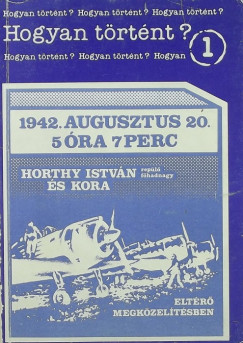 Hogyan történt? Hogyan történt? Hogyan történt?
Hogyan történt?
1
Hogyan történt? Hogyan történt? Hogyan
1942. AUGUSZTUS 20.
5 ÓRA 7 PERC
HORTHY ISTVÁN repülő főhadnagy
ÉS KORA
ELTÉRŐ
MEGKÖZELÍTÉSBEN